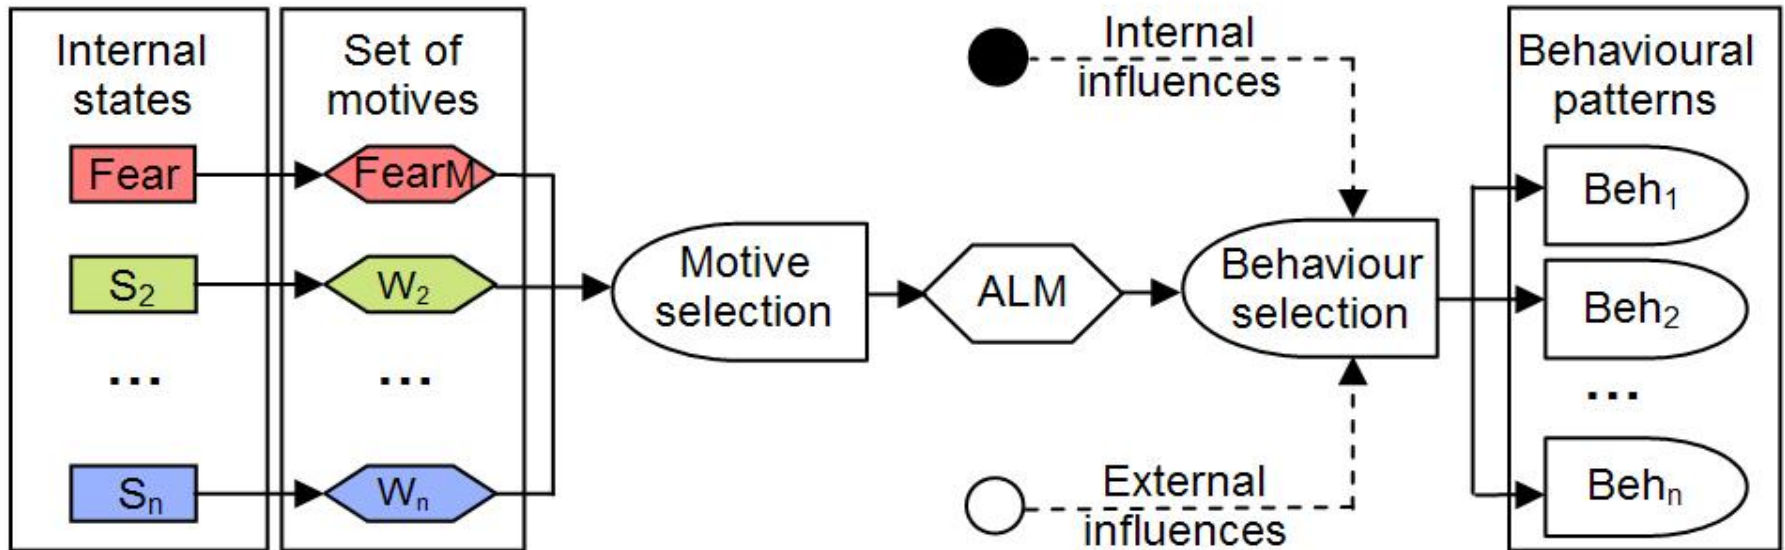 Internal
states
Fear
S2
...
Sn
Set of
motives
FearM
W2
...
Wn
Motive
selection
ALM
Internal
influences
Behaviour
selection
External
influences
Behavioural
patterns
Beh1
Beh2
...
Behn